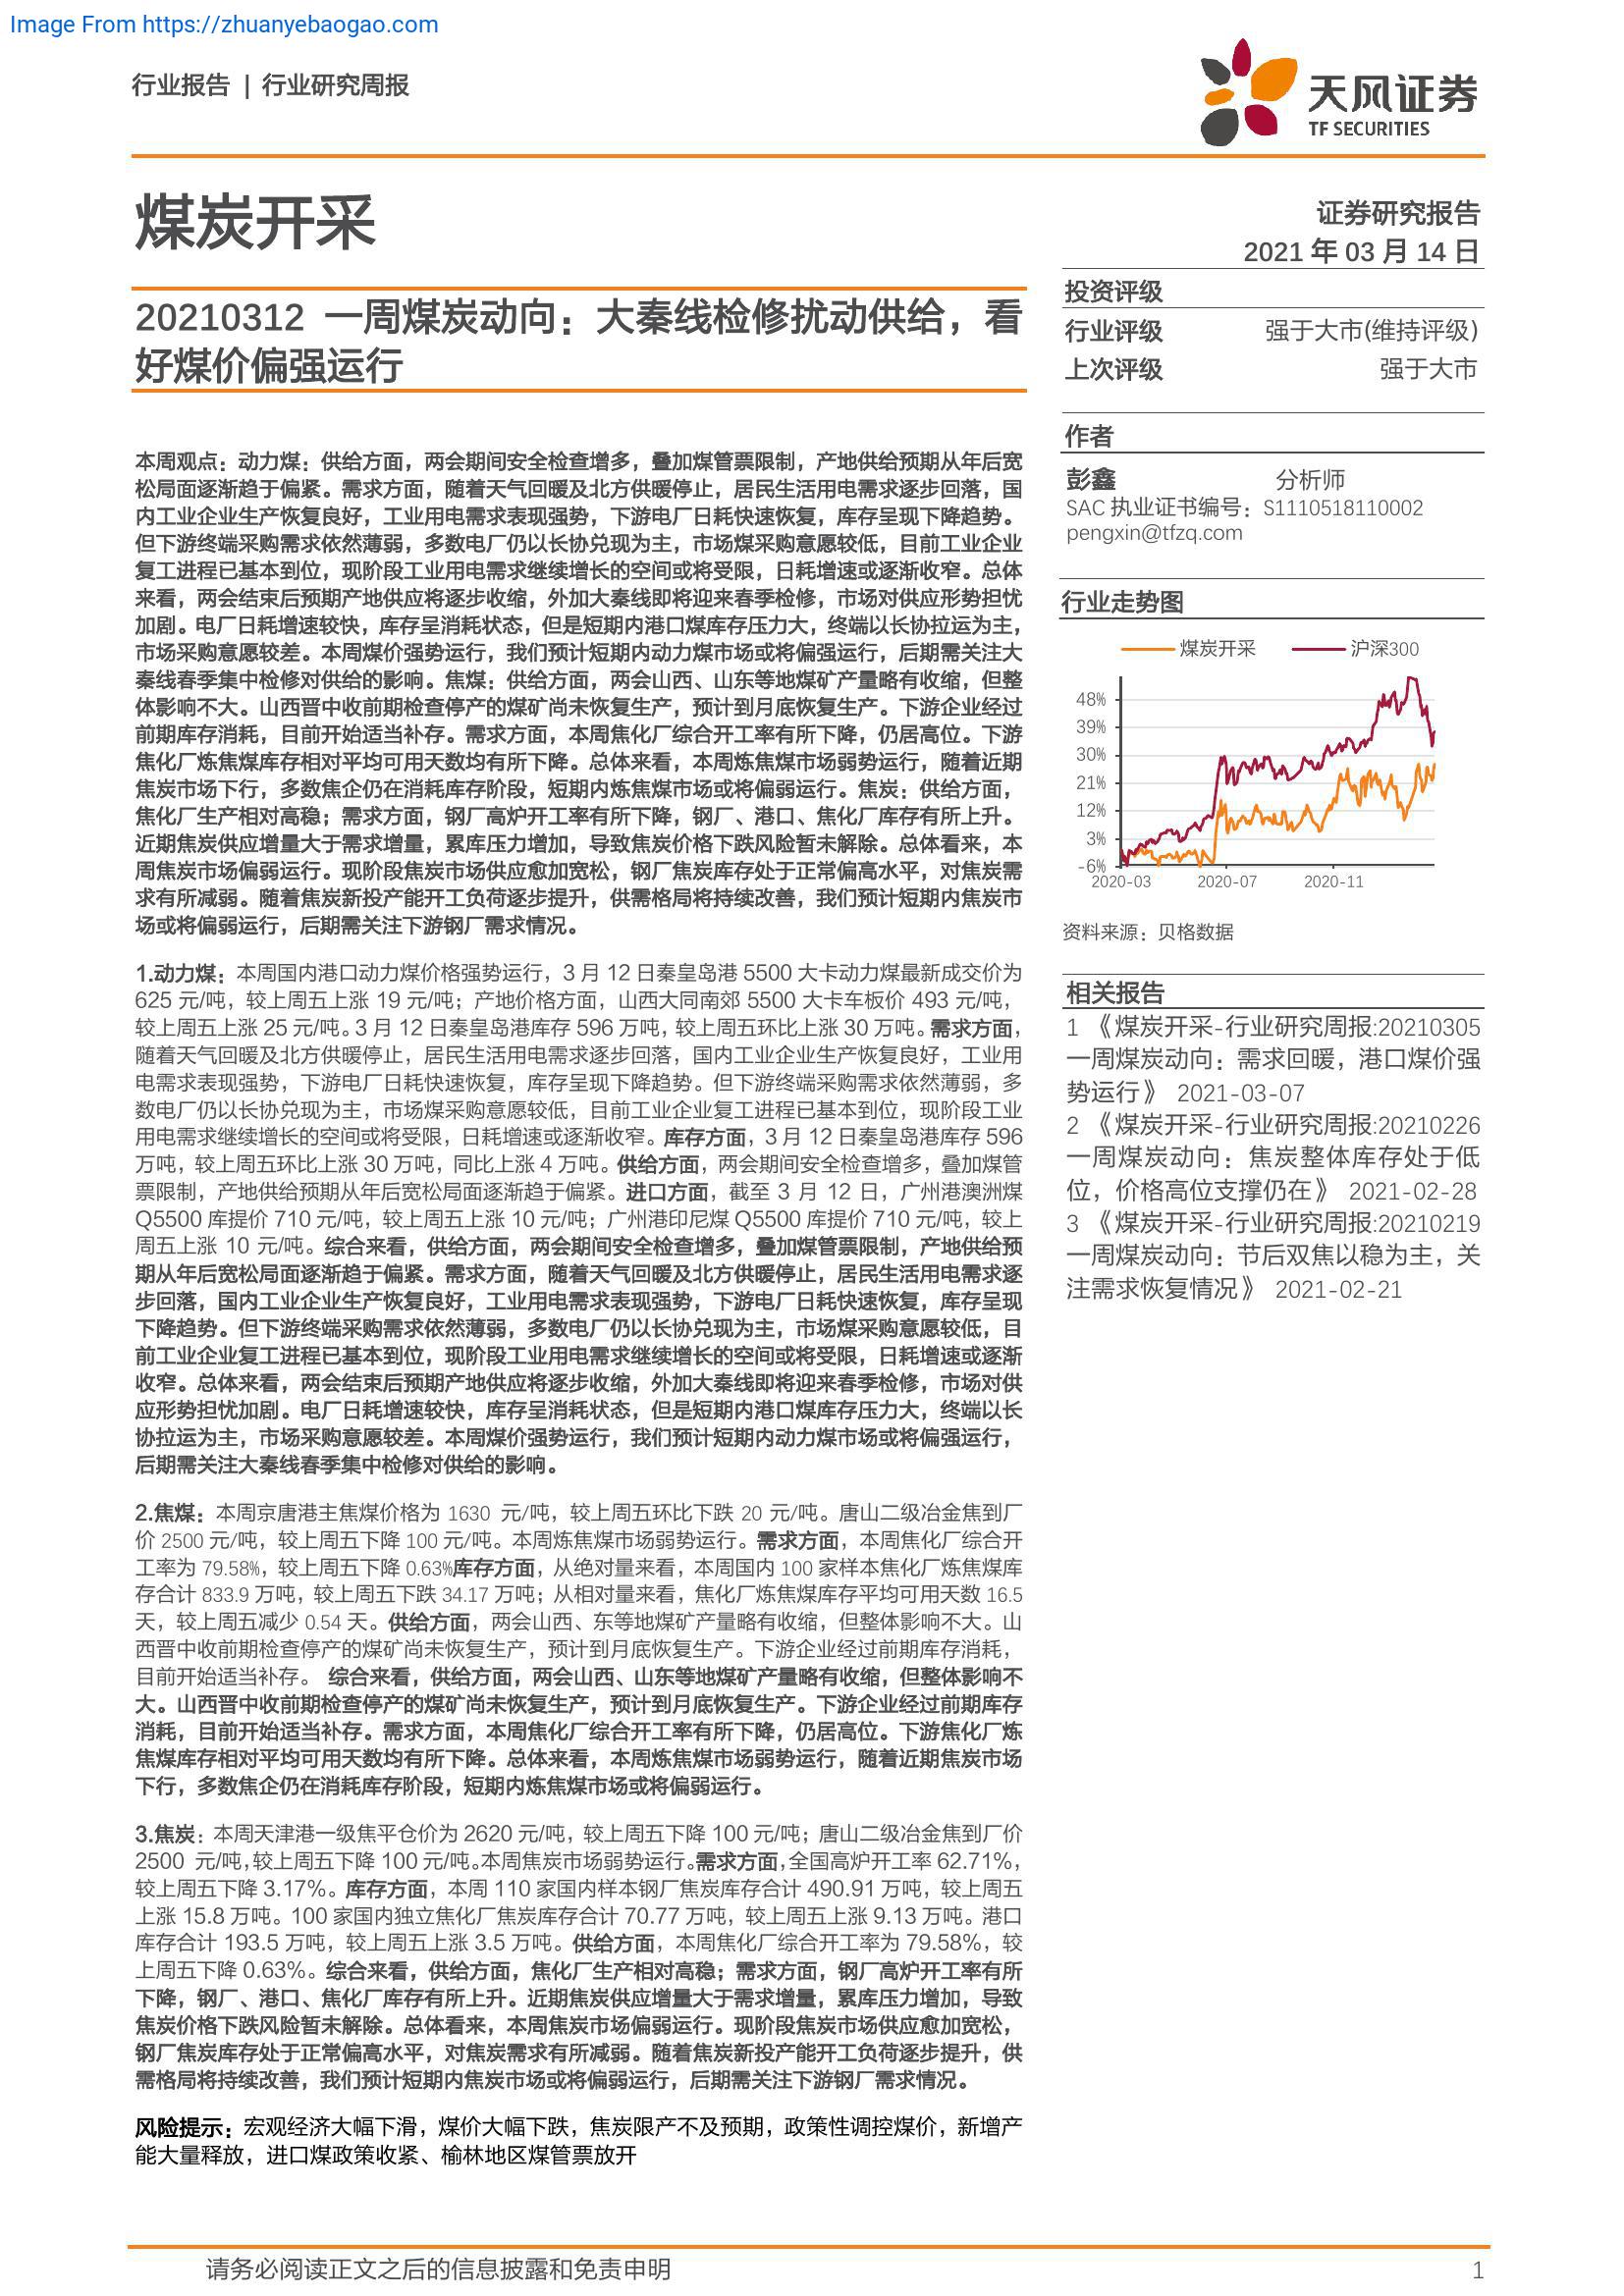 Image From https://zhuanyebaogao.com
行业报告 | 行业研究周报
天风证券
TF SECURITIES
煤炭开采
证券研究报告
2021 年 03 月 14 日
20210312 一周煤炭动向：大秦线检修扰动供给，看
好煤价偏强运行
投资评级
行业评级 强于大市(维持评级)
上次评级 强于大市
作者
彭鑫 分析师
SAC 执业证书编号：S1110518110002
pengxin@tfzq.com
行业走势图
煤炭开采 沪深300
48%
39%
30%
21%
12%
3%
-6%
2020-03 2020-07 2020-11
资料来源：贝格数据
相关报告
1 《煤炭开采-行业研究周报:20210305
一周煤炭动向：需求回暖，港口煤价强
势运行》 2021-03-07
2 《煤炭开采-行业研究周报:20210226
一周煤炭动向：焦炭整体库存处于低
位，价格高位支撑仍在》 2021-02-28
3 《煤炭开采-行业研究周报:20210219
一周煤炭动向：节后双焦以稳为主，关
注需求恢复情况》 2021-02-21
本周观点：动力煤：供给方面，两会期间安全检查增多，叠加煤管票限制，产地供给预期从年后宽
松局面逐渐趋于偏紧。需求方面，随着天气回暖及北方供暖停止，居民生活用电需求逐步回落，国
内工业企业生产恢复良好，工业用电需求表现强势，下游电厂日耗快速恢复，库存呈现下降趋势。
但下游终端采购需求依然薄弱，多数电厂仍以长协兑现为主，市场煤采购意愿较低，目前工业企业
复工进程已基本到位，现阶段工业用电需求继续增长的空间或将受限，日耗增速或逐渐收窄。总体
来看，两会结束后预期产地供应将逐步收缩，外加大秦线即将迎来春季检修，市场对供应形势担忧
加剧。电厂日耗增速较快，库存呈消耗状态，但是短期内港口煤库存压力大，终端以长协拉运为主，
市场采购意愿较差。本周煤价强势运行，我们预计短期内动力煤市场或将偏强运行，后期需关注大
秦线春季集中检修对供给的影响。焦煤：供给方面，两会山西、山东等地煤矿产量略有收缩，但整
体影响不大。山西晋中收前期检查停产的煤矿尚未恢复生产，预计到月底恢复生产。下游企业经过
前期库存消耗，目前开始适当补存。需求方面，本周焦化厂综合开工率有所下降，仍居高位。下游
焦化厂炼焦煤库存相对平均可用天数均有所下降。总体来看，本周炼焦煤市场弱势运行，随着近期
焦炭市场下行，多数焦企仍在消耗库存阶段，短期内炼焦煤市场或将偏弱运行。焦炭：供给方面，
焦化厂生产相对高稳；需求方面，钢厂高炉开工率有所下降，钢厂、港口、焦化厂库存有所上升。
近期焦炭供应增量大于需求增量，累库压力增加，导致焦炭价格下跌风险暂未解除。总体看来，本
周焦炭市场偏弱运行。现阶段焦炭市场供应愈加宽松，钢厂焦炭库存处于正常偏高水平，对焦炭需
求有所减弱。随着焦炭新投产能开工负荷逐步提升，供需格局将持续改善，我们预计短期内焦炭市
场或将偏弱运行，后期需关注下游钢厂需求情况。
1.动力煤：本周国内港口动力煤价格强势运行，3 月 12 日秦皇岛港 5500 大卡动力煤最新成交价为
625 元/吨，较上周五上涨 19 元/吨；产地价格方面，山西大同南郊 5500 大卡车板价 493 元/吨，
较上周五上涨 25 元/吨。3 月 12 日秦皇岛港库存 596 万吨，较上周五环比上涨 30 万吨。需求方面，
随着天气回暖及北方供暖停止，居民生活用电需求逐步回落，国内工业企业生产恢复良好，工业用
电需求表现强势，下游电厂日耗快速恢复，库存呈现下降趋势。但下游终端采购需求依然薄弱，多
数电厂仍以长协兑现为主，市场煤采购意愿较低，目前工业企业复工进程已基本到位，现阶段工业
用电需求继续增长的空间或将受限，日耗增速或逐渐收窄。库存方面，3 月 12 日秦皇岛港库存 596
万吨，较上周五环比上涨 30 万吨，同比上涨 4 万吨。供给方面，两会期间安全检查增多，叠加煤管
票限制，产地供给预期从年后宽松局面逐渐趋于偏紧。进口方面，截至 3 月 12 日，广州港澳洲煤
Q5500 库提价 710 元/吨，较上周五上涨 10 元/吨；广州港印尼煤 Q5500 库提价 710 元/吨，较上
周五上涨 10 元/吨。综合来看，供给方面，两会期间安全检查增多，叠加煤管票限制，产地供给预
期从年后宽松局面逐渐趋于偏紧。需求方面，随着天气回暖及北方供暖停止，居民生活用电需求逐
步回落，国内工业企业生产恢复良好，工业用电需求表现强势，下游电厂日耗快速恢复，库存呈现
下降趋势。但下游终端采购需求依然薄弱，多数电厂仍以长协兑现为主，市场煤采购意愿较低，目
前工业企业复工进程已基本到位，现阶段工业用电需求继续增长的空间或将受限，日耗增速或逐渐
收窄。总体来看，两会结束后预期产地供应将逐步收缩，外加大秦线即将迎来春季检修，市场对供
应形势担忧加剧。电厂日耗增速较快，库存呈消耗状态，但是短期内港口煤库存压力大，终端以长
协拉运为主，市场采购意愿较差。本周煤价强势运行，我们预计短期内动力煤市场或将偏强运行，
后期需关注大秦线春季集中检修对供给的影响。
2.焦煤：本周京唐港主焦煤价格为 1630 元/吨，较上周五环比下跌 20 元/吨。唐山二级冶金焦到厂
价 2500 元/吨，较上周五下降 100 元/吨。本周炼焦煤市场弱势运行。需求方面，本周焦化厂综合开
工率为 79.58%，较上周五下降 0.63%库存方面，从绝对量来看，本周国内 100 家样本焦化厂炼焦煤库
存合计 833.9 万吨，较上周五下跌 34.17 万吨；从相对量来看，焦化厂炼焦煤库存平均可用天数 16.5
天，较上周五减少 0.54 天。供给方面，两会山西、东等地煤矿产量略有收缩，但整体影响不大。山
西晋中收前期检查停产的煤矿尚未恢复生产，预计到月底恢复生产。下游企业经过前期库存消耗，
目前开始适当补存。 综合来看，供给方面，两会山西、山东等地煤矿产量略有收缩，但整体影响不
大。山西晋中收前期检查停产的煤矿尚未恢复生产，预计到月底恢复生产。下游企业经过前期库存
消耗，目前开始适当补存。需求方面，本周焦化厂综合开工率有所下降，仍居高位。下游焦化厂炼
焦煤库存相对平均可用天数均有所下降。总体来看，本周炼焦煤市场弱势运行，随着近期焦炭市场
下行，多数焦企仍在消耗库存阶段，短期内炼焦煤市场或将偏弱运行。
3.焦炭：本周天津港一级焦平仓价为 2620 元/吨，较上周五下降 100 元/吨；唐山二级冶金焦到厂价
2500 元/吨，较上周五下降 100 元/吨。本周焦炭市场弱势运行。需求方面，全国高炉开工率 62.71%，
较上周五下降 3.17%。库存方面，本周 110 家国内样本钢厂焦炭库存合计 490.91 万吨，较上周五
上涨 15.8 万吨。100 家国内独立焦化厂焦炭库存合计 70.77 万吨，较上周五上涨 9.13 万吨。港口
库存合计 193.5 万吨，较上周五上涨 3.5 万吨。供给方面，本周焦化厂综合开工率为 79.58%，较
上周五下降 0.63%。综合来看，供给方面，焦化厂生产相对高稳；需求方面，钢厂高炉开工率有所
下降，钢厂、港口、焦化厂库存有所上升。近期焦炭供应增量大于需求增量，累库压力增加，导致
焦炭价格下跌风险暂未解除。总体看来，本周焦炭市场偏弱运行。现阶段焦炭市场供应愈加宽松，
钢厂焦炭库存处于正常偏高水平，对焦炭需求有所减弱。随着焦炭新投产能开工负荷逐步提升，供
需格局将持续改善，我们预计短期内焦炭市场或将偏弱运行，后期需关注下游钢厂需求情况。
风险提示：宏观经济大幅下滑，煤价大幅下跌，焦炭限产不及预期，政策性调控煤价，新增产
能大量释放，进口煤政策收紧、榆林地区煤管票放开
请务必阅读正文之后的信息披露和免责申明 1